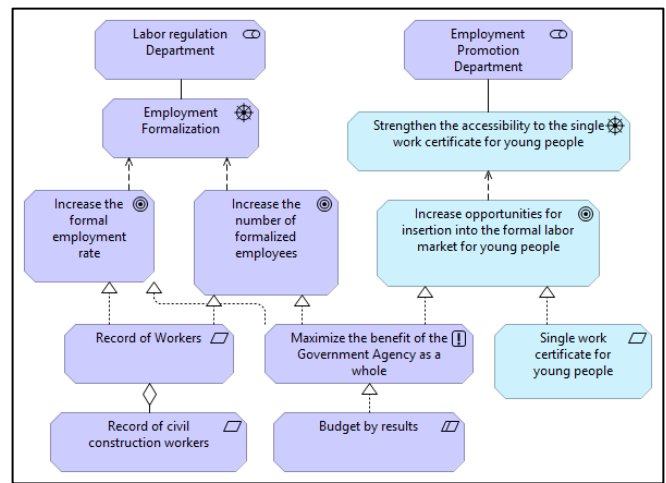 Labor regulation
Department
Employment
Promotion
Department
Employment
Formalization
Strengthen the accessibility to the single
work certificate for young people
Increase the
formal
employment
rate
Increase the
number of
formalized
employees
Increase opportunities for
insertion into the formal labor
market for young people
Record of Workers
Maximize the benefit of the
Government Agency as a
whole
Single work
certificate for
young people
Record of civil
construction workers
Budget by results